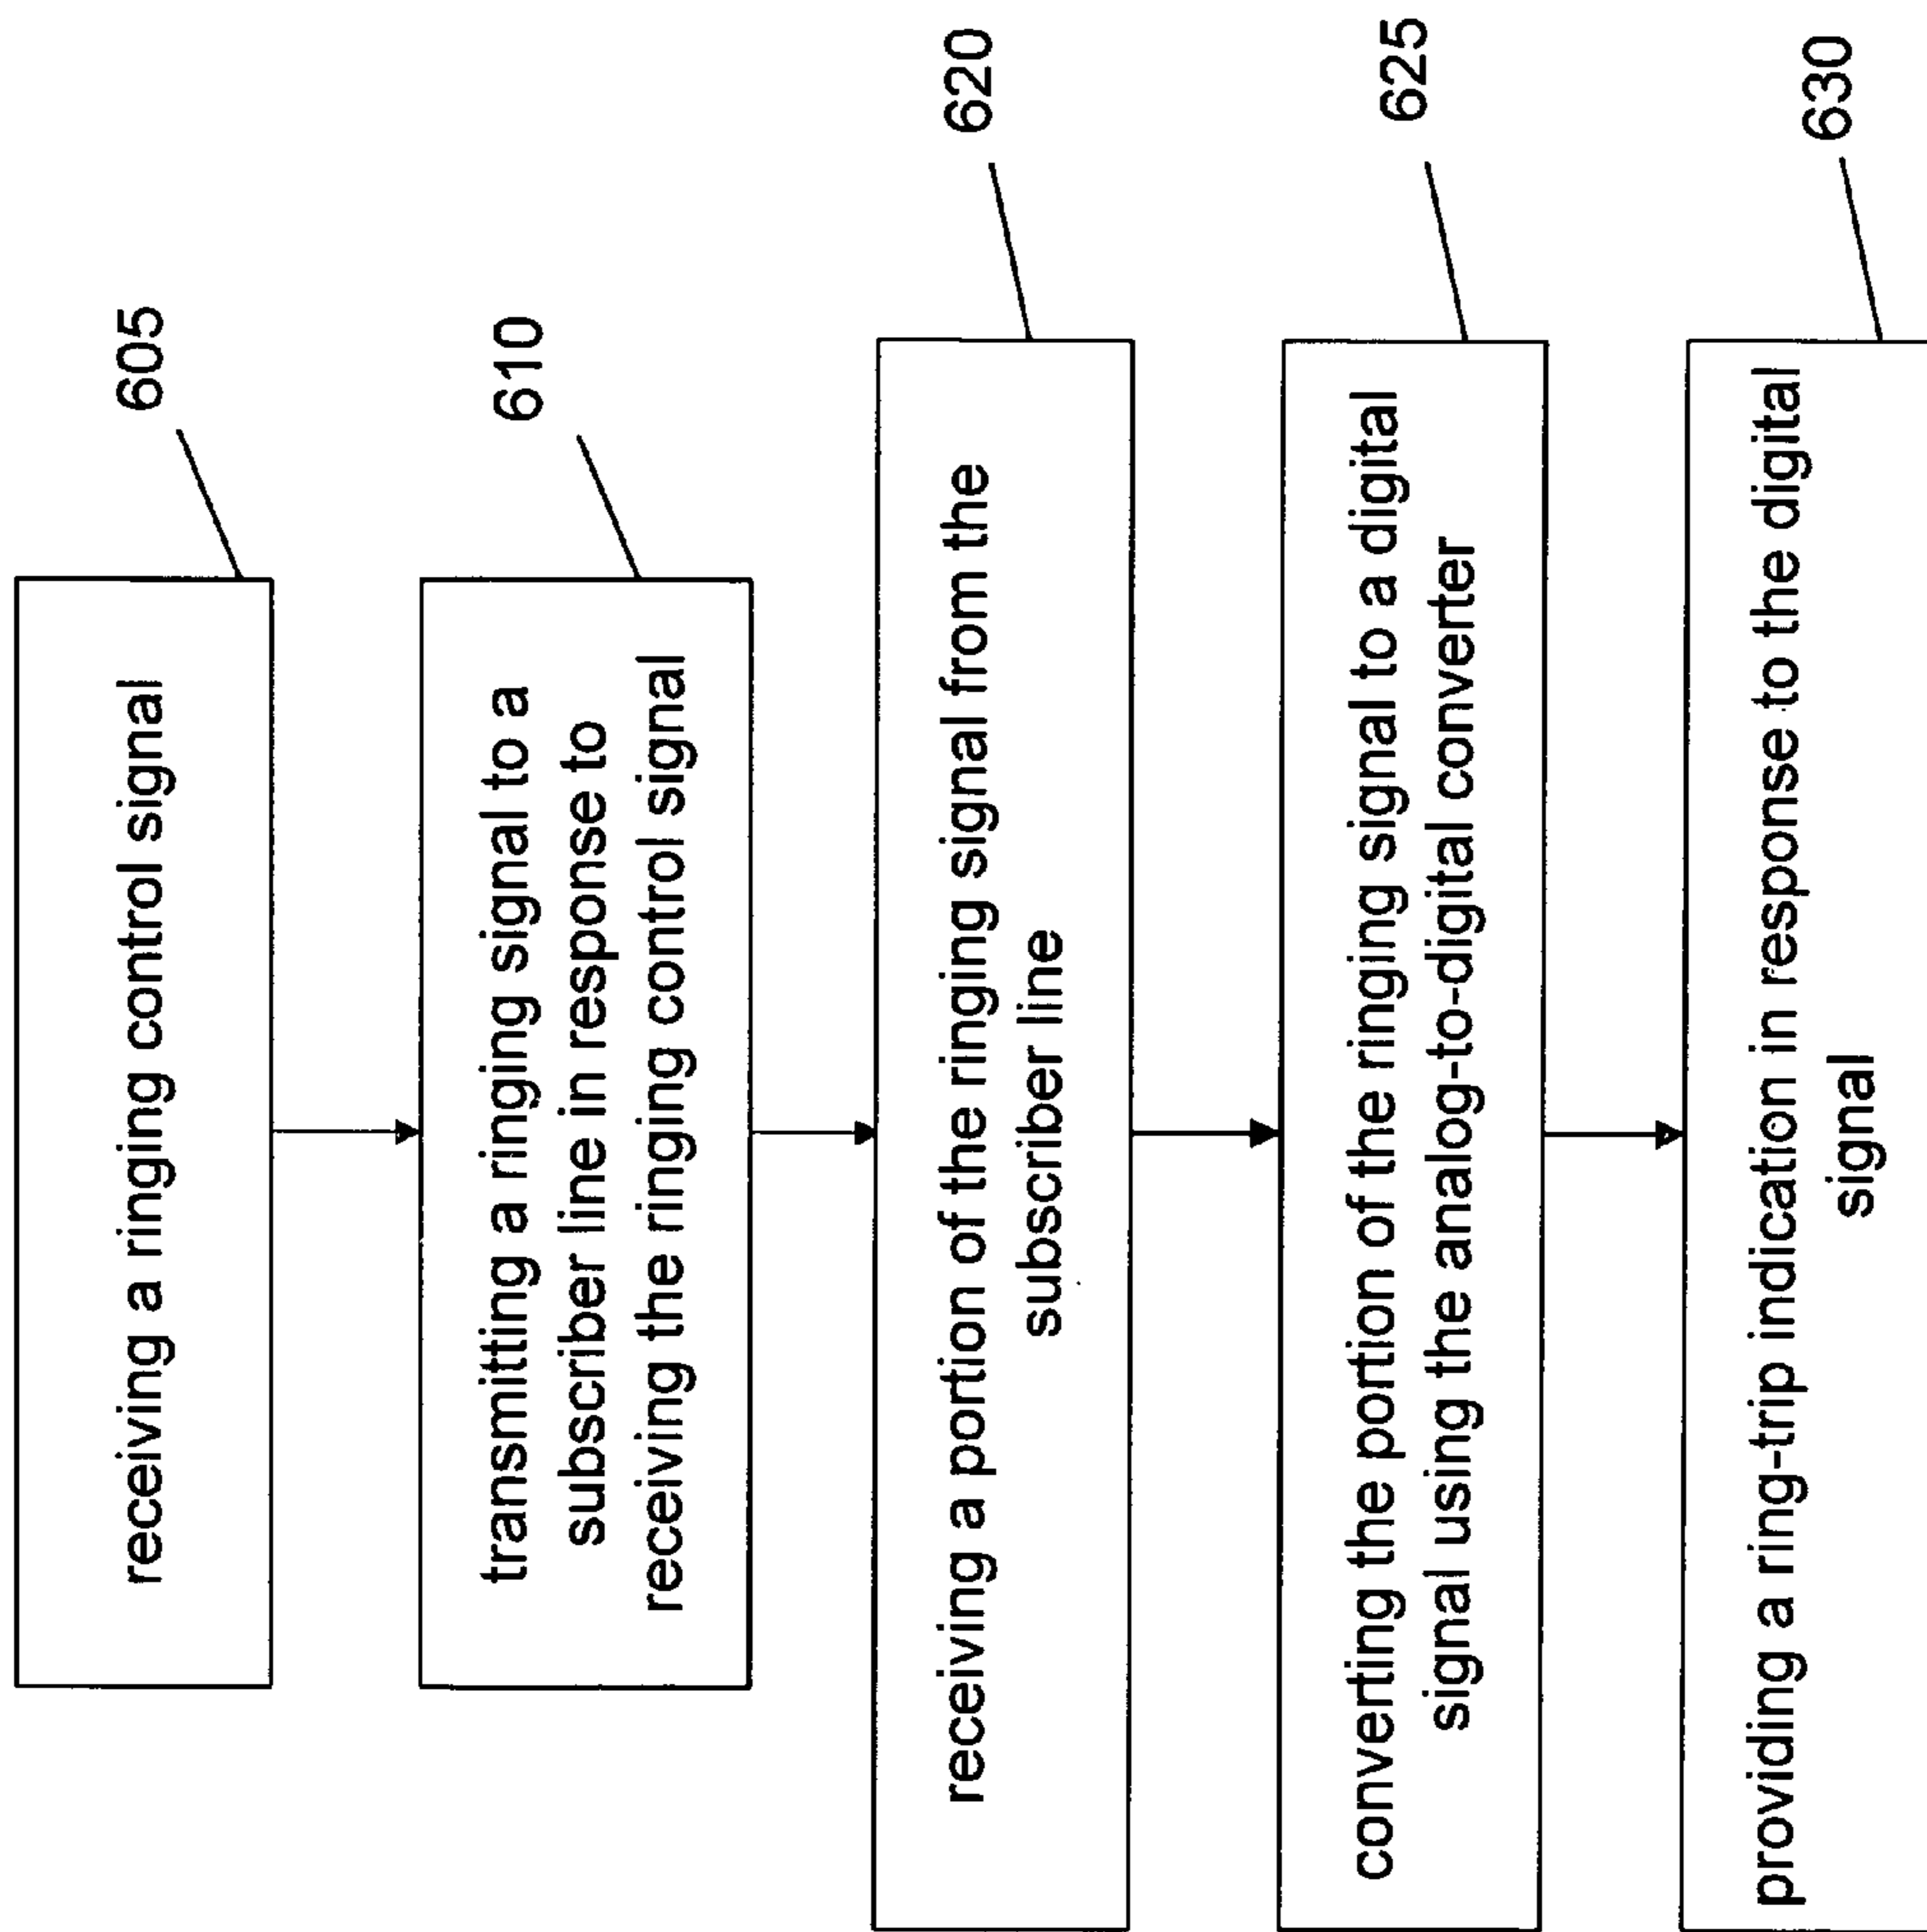 receiving a ringing control signal
605
transmitting a ringing signal to a
subscriber line in response to
receiving the ringing control signal
610
receiving a portion of the ringing signal from the
subscriber line
620
converting the portion of the ringing signal to a digital
signal using the analog-to-digital converter
625
providing a ring-trip indication in response to the digital
signal
630